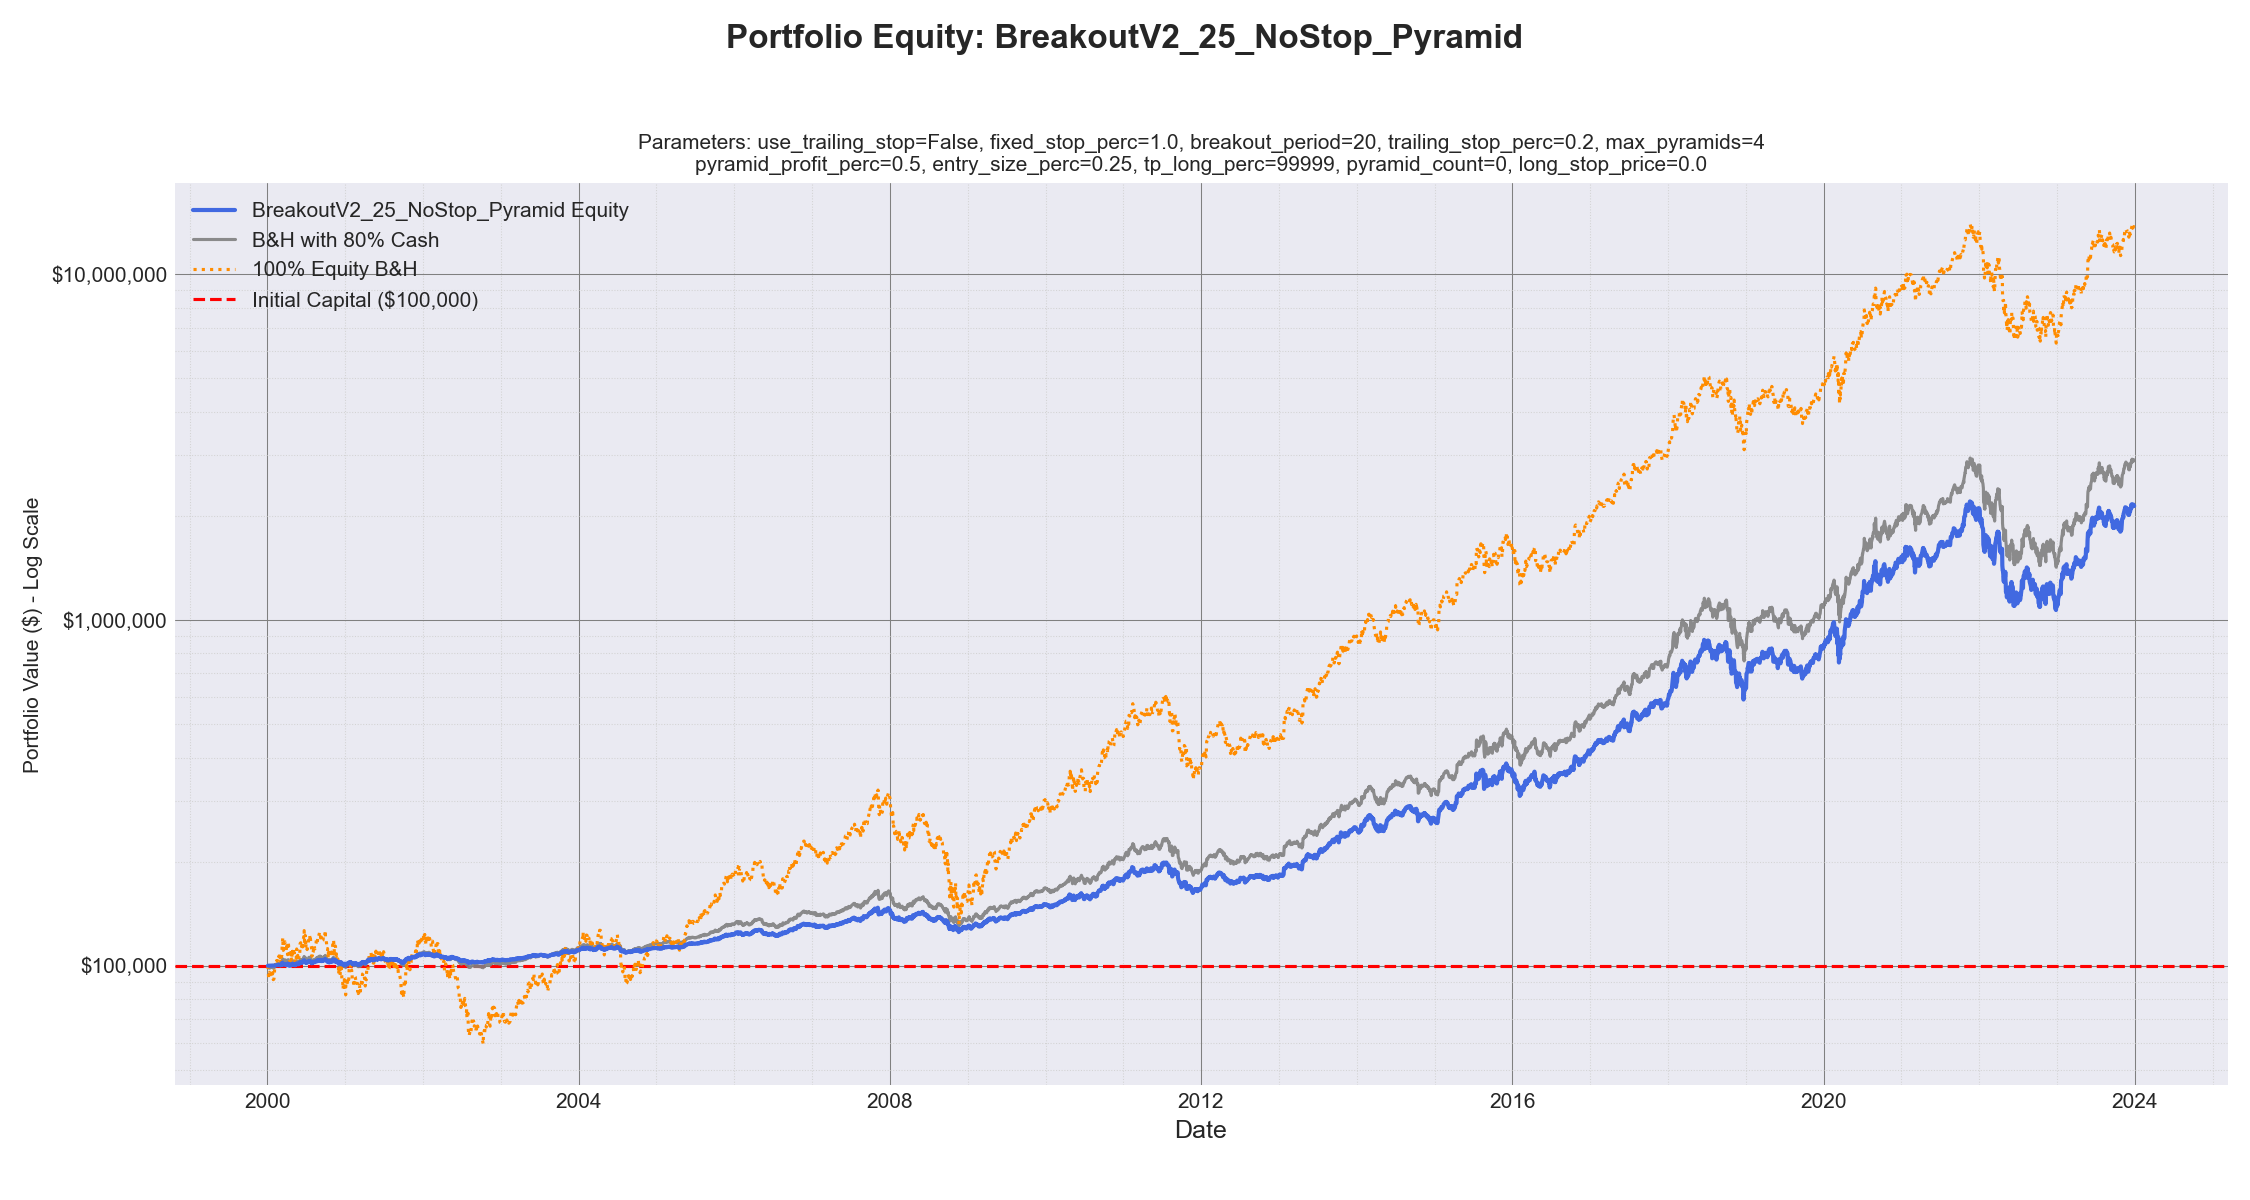 Portfolio Equity: BreakoutV2_25_NoStop_Pyramid
Parameters: use_trailing_stop=False, fixed_stop_perc=1.0, breakout_period=20, trailing_stop_perc=0.2, max_pyramids=4
pyramid_profit_perc=0.5, entry_size_perc=0.25, tp_long_perc=99999, pyramid_count=0, long_stop_price=0.0
BreakoutV2_25_NoStop_Pyramid Equity
B&H with 80% Cash
100% Equity B&H
Initial Capital ($100,000)
Portfolio Value ($) - Log Scale
$10,000,000
$1,000,000
$100,000
2000
2004
2008
2012
2016
2020
2024
Date